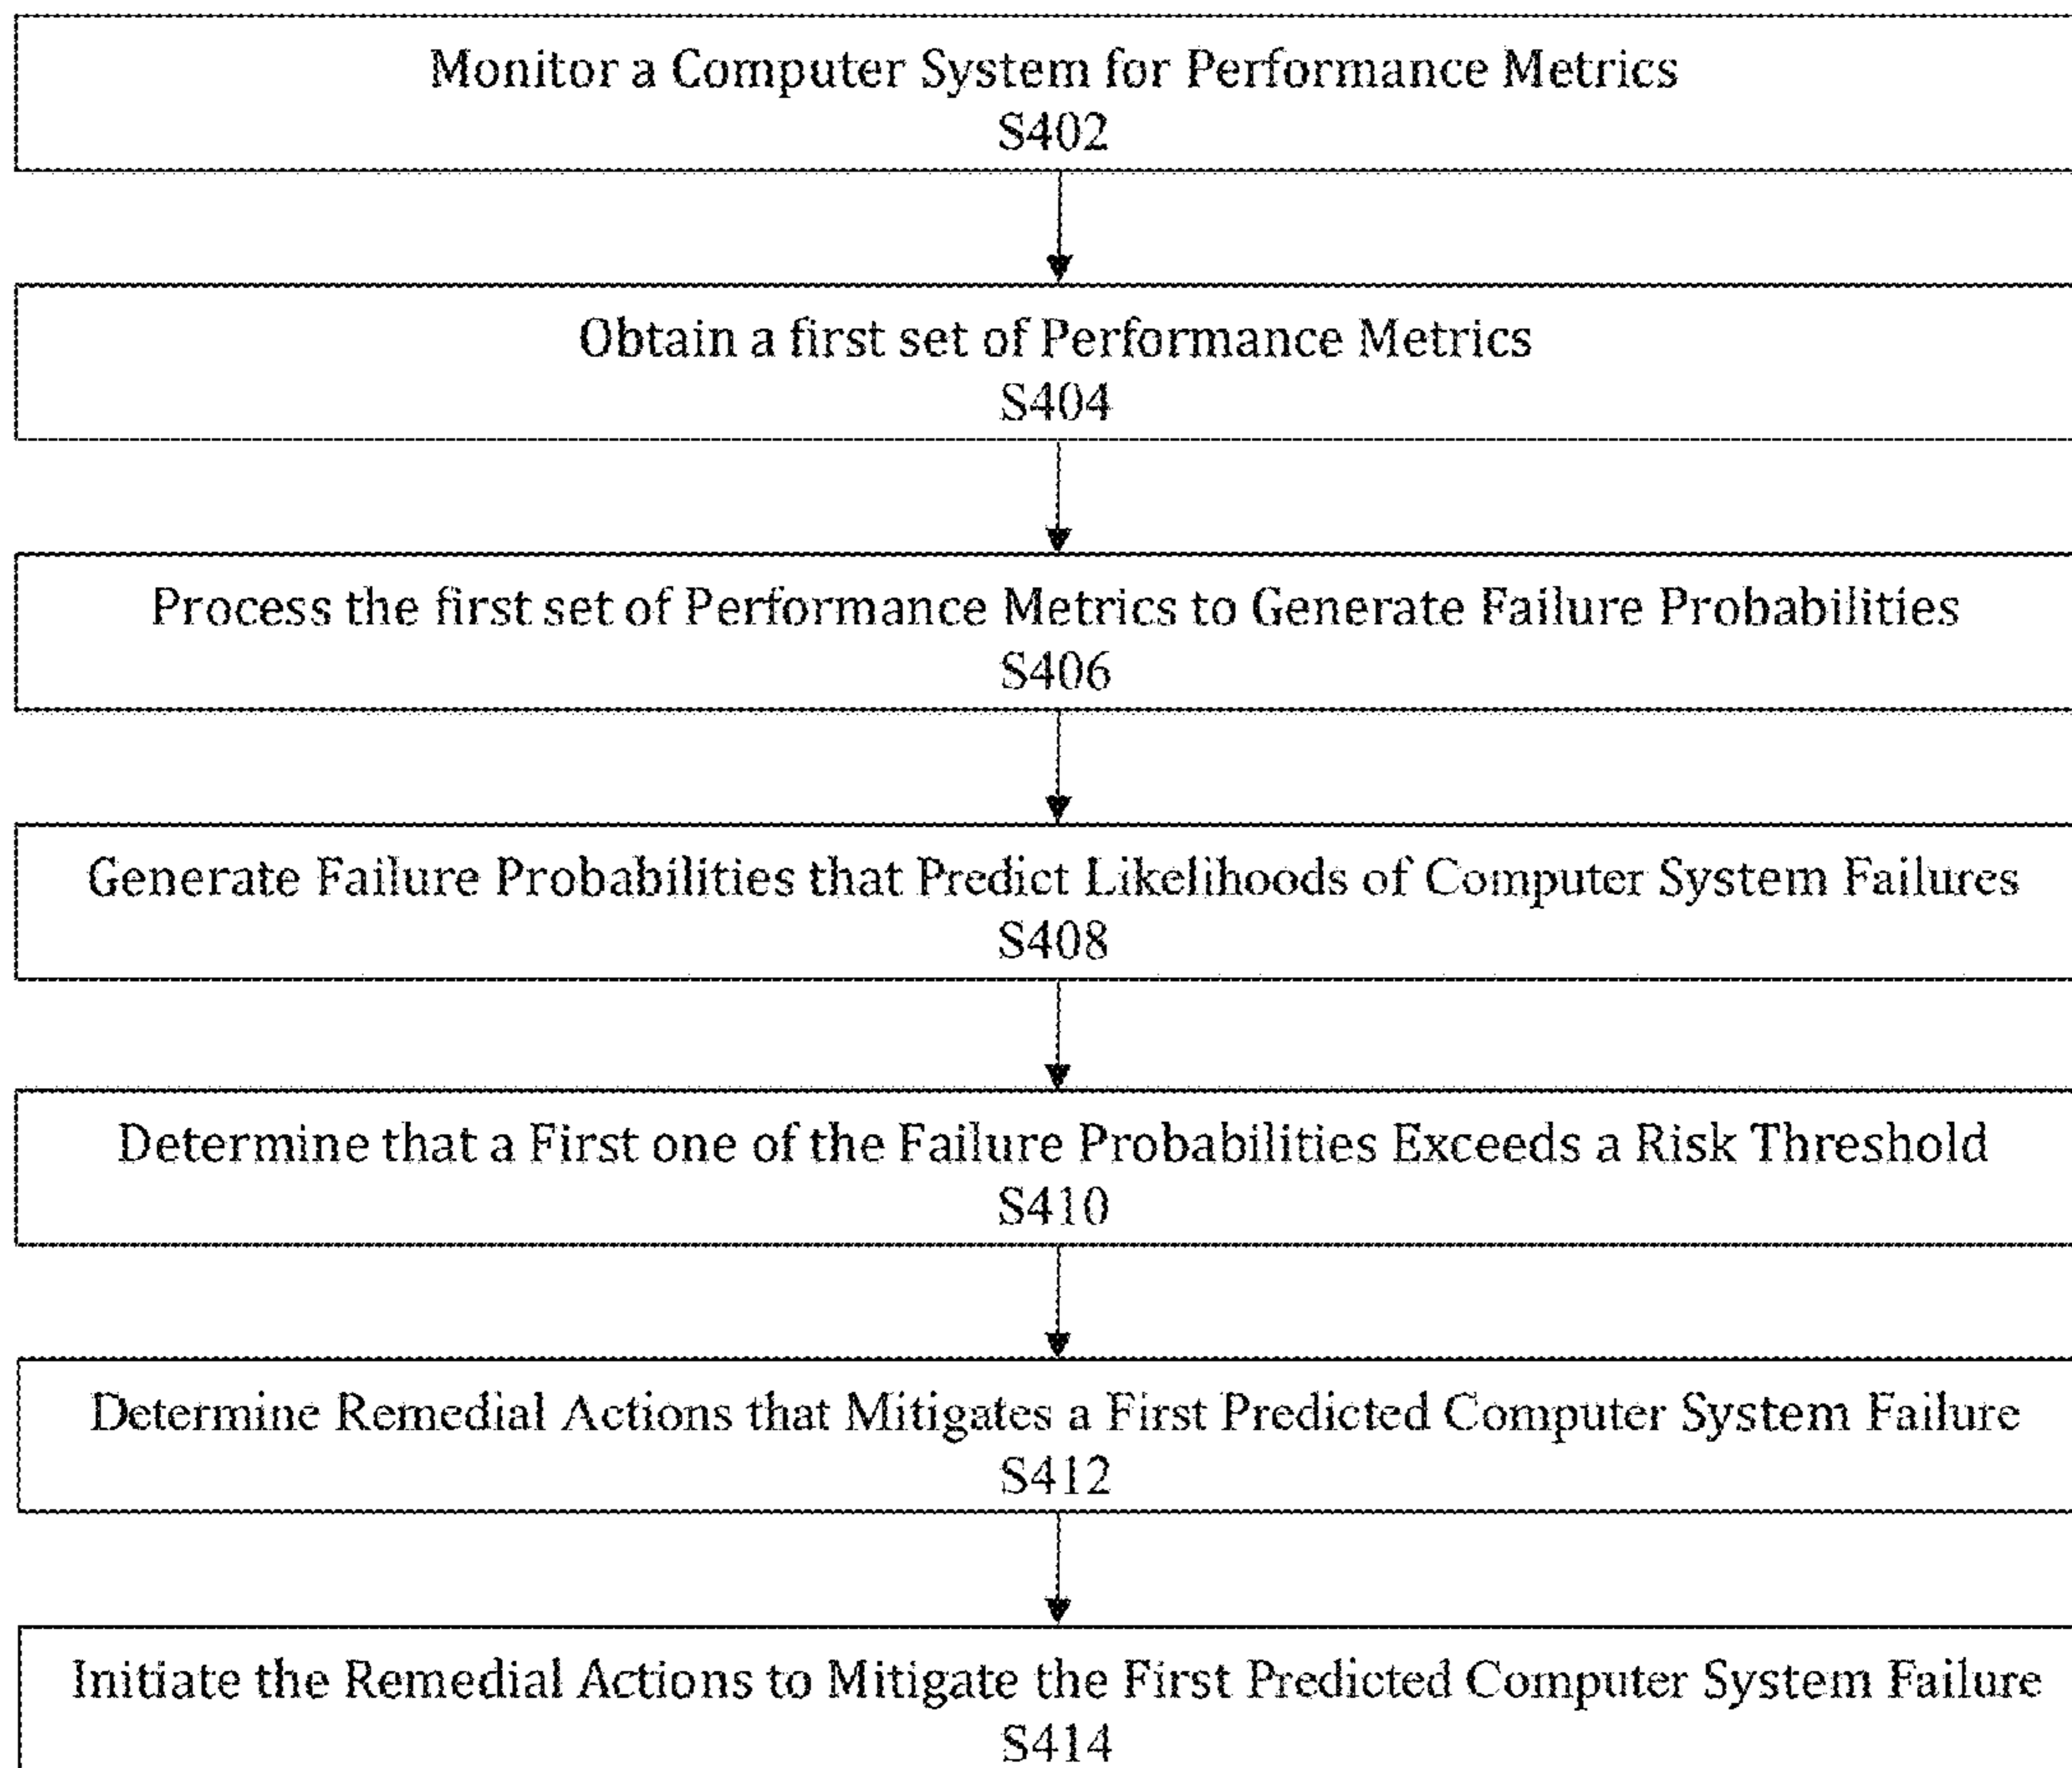 Monitor a Computer System for Performance Metrics
S402
Obtain a first set of Performance Metrics
S404
Process the first set of Performance Metrics to Generate Failure Probabilities
S406
Generate Failure Probabilities that Predict Likelihoods of Computer System Failures
S408
Determine that a First one of the Failure Probabilities Exceeds a Risk Threshold
S410
Determine Remedial Actions that Mitigates a First Predicted Computer System Failure
S412
Initiate the Remedial Actions to Mitigate the First Predicted Computer System Failure
S414